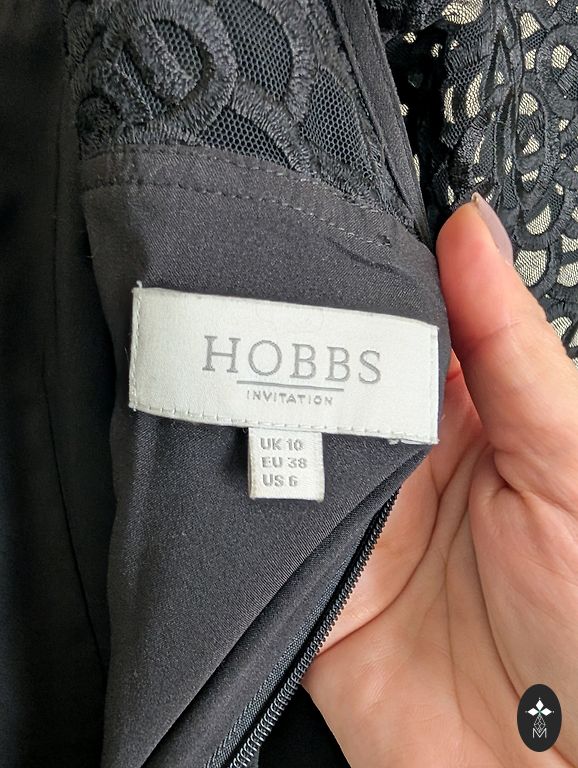 HOBBS
INVITATION
UK 10
EU 38
US 6
M